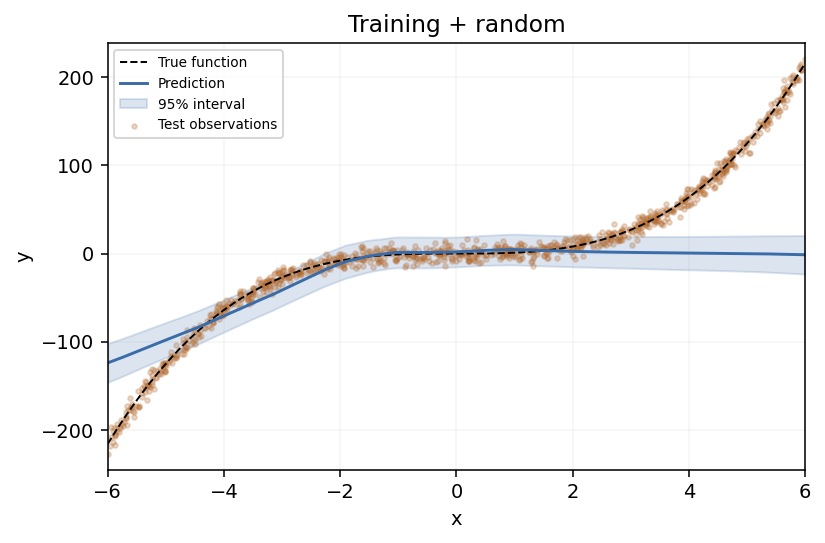 Training + random
True function
Prediction
95% interval
Test observations
200
100
0
−100
−200
y
−6
−4
−2
0
2
4
6
x